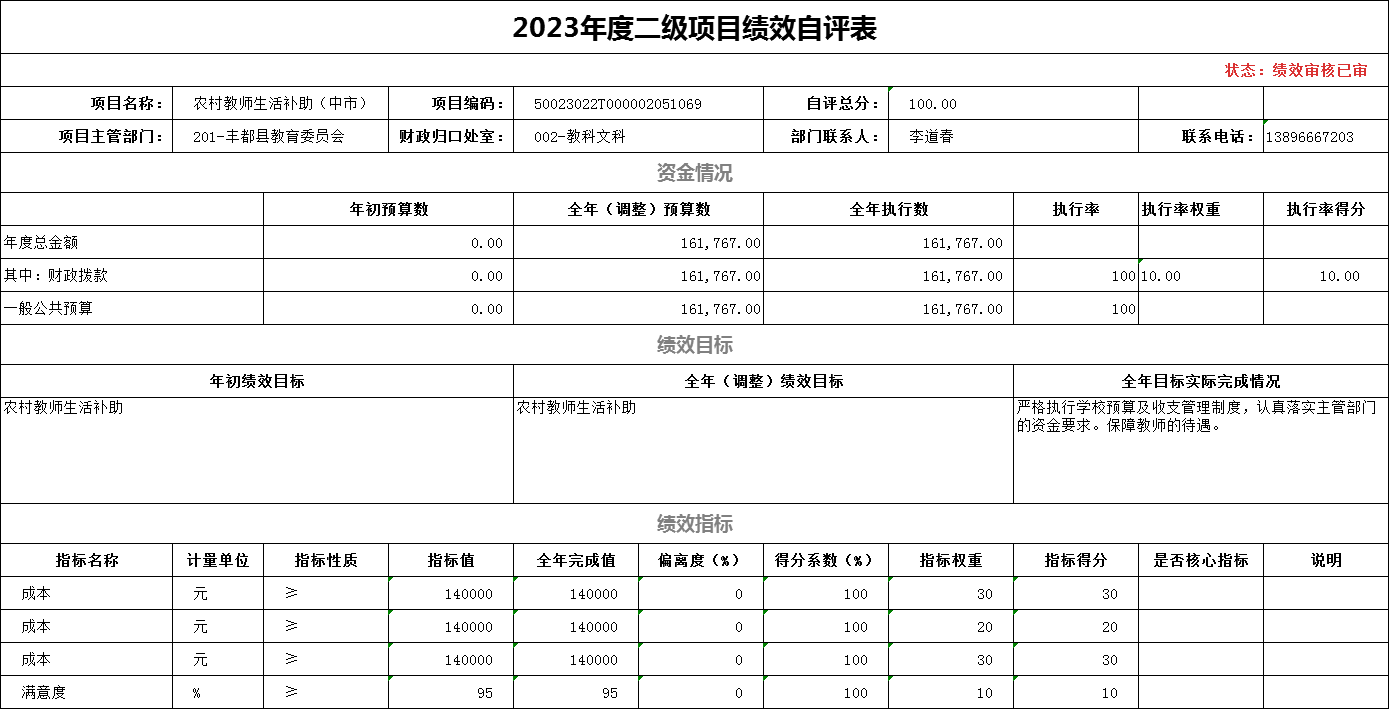 2023年度二级项目绩效自评表
状态：绩效审核已审
项目名称： 农村教师生活补助（中市） 项目编码： 50023022T000002051069 自评总分： 100.00
项目主管部门： 201-丰都县教育委员会 财政归口处室： 002-教科文科 部门联系人： 李道春 联系电话： 13896667203
资金情况
年初预算数 全年（调整）预算数 全年执行数 执行率 执行率权重 执行率得分
年度总金额 0.00 161,767.00 161,767.00
其中：财政拨款 0.00 161,767.00 161,767.00 100 10.00 10.00
一般公共预算 0.00 161,767.00 161,767.00 100
绩效目标
年初绩效目标 全年（调整）绩效目标 全年目标实际完成情况
农村教师生活补助 农村教师生活补助 严格执行学校预算及收支管理制度，认真落实主管部门
的资金要求。保障教师的待遇。
绩效指标
指标名称 计量单位 指标性质 指标值 全年完成值 偏离度（%） 得分系数（%） 指标权重 指标得分 是否核心指标 说明
成本 元 ≥ 140000 140000 0 100 30 30
成本 元 ≥ 140000 140000 0 100 20 20
成本 元 ≥ 140000 140000 0 100 30 30
满意度 % ≥ 95 95 0 100 10 10